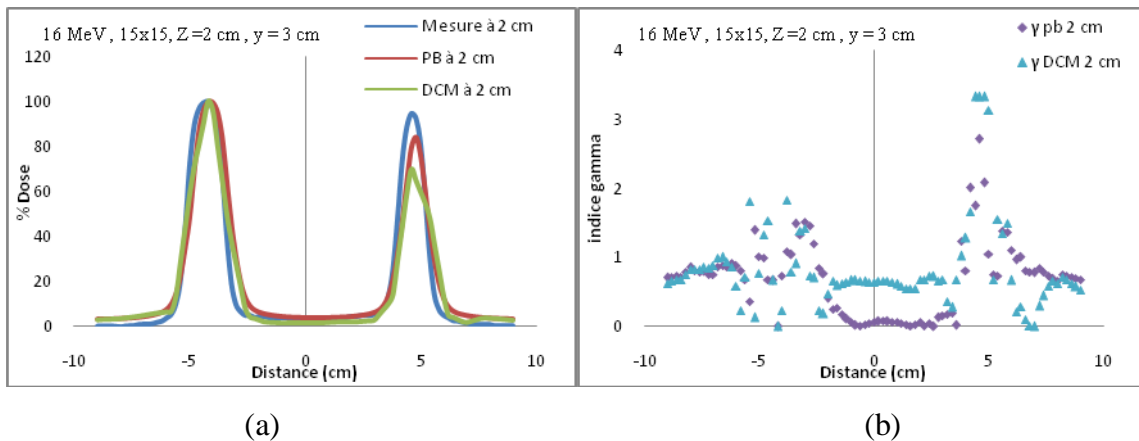 16 MeV , 15x15, Z =2 cm , y = 3 cm
Mesure à 2 cm
PB à 2 cm
DCM à 2 cm
% Dose
120
100
80
60
40
20
0
-10
-5
0
5
10
Distance (cm)
(a)
16 MeV , 15x15, Z =2 cm , y = 3 cm
γ pb 2 cm
γ DCM 2 cm
indice gamma
4
3
2
1
0
-10
-5
0
5
10
Distance (cm)
(b)